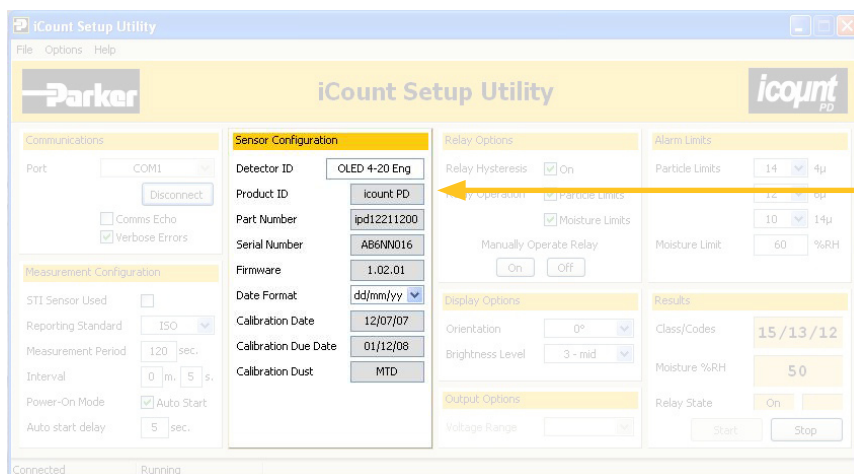 iCount Setup Utility
File Options Help
Parker
iCount Setup Utility
icount PD
Communications
Port COM1
Disconnect
Comms Echo
Verbose Errors
Measurement Configuration
STI Sensor Used
Reporting Standard ISO
Measurement Period 120 sec.
Interval 0 m. 5 s.
Power-On Mode Auto Start
Auto start delay 5 sec.
Sensor Configuration
Detector ID OLED 4-20 Eng
Product ID icount PD
Part Number ipd12211200
Serial Number AB6NN016
Firmware 1.02.01
Date Format dd/mm/yy
Calibration Date 12/07/07
Calibration Due Date 01/12/08
Calibration Dust MTD
Relay Options
Relay Hysteresis On
Relay Operation Particle Limits
Moisture Limits
Manually Operate Relay
On Off
Display Options
Orientation 0°
Brightness Level 3 - mid
Output Options
Voltage Range
Alarm Limits
Particle Limits 14 4µ
12 6µ
10 14µ
Moisture Limit 60 %RH
Results
Class/Codes 15/13/12
Moisture %RH 50
Relay State On
Start Stop
Connected Running